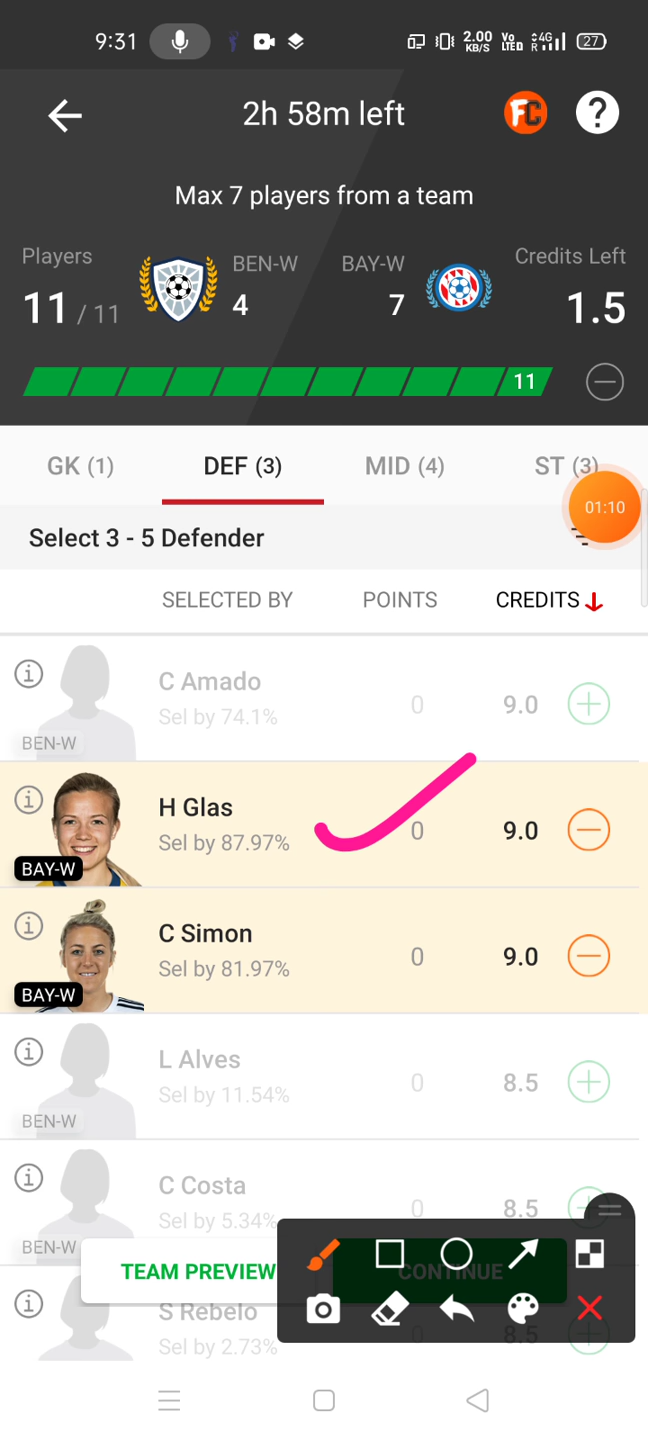 9:31 2.00 KB/S Vo LTED 4G R 27
2h 58m left FC ?
Max 7 players from a team
Players BEN-W BAY-W Credits Left
11 / 11 4 7 1.5
11
GK (1) DEF (3) MID (4) ST (3)
01:10
Select 3 - 5 Defender
SELECTED BY POINTS CREDITS
C Amado
Sel by 74.1% 0 9.0
BEN-W
H Glas
Sel by 87.97% 0 9.0
BAY-W
C Simon
Sel by 81.97% 0 9.0
BAY-W
L Alves
Sel by 11.54% 0 8.5
BEN-W
C Costa
Sel by 5.34% 0 8.5
BEN-W
TEAM PREVIEW CONTINUE
S Rebelo
Sel by 2.73% 0 8.5